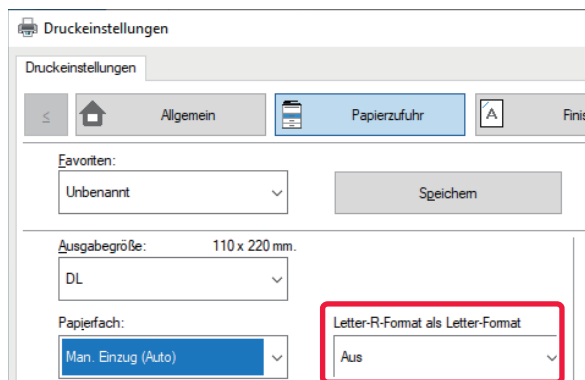 Druckeinstellungen
Druckeinstellungen
≤ Allgemein Papierzufuhr A Finis
Favoriten:
Unbenannt Speichern
Ausgabegröße: 110 x 220 mm.
DL
Papierfach: Letter-R-Format als Letter-Format
Man. Einzug (Auto) Aus